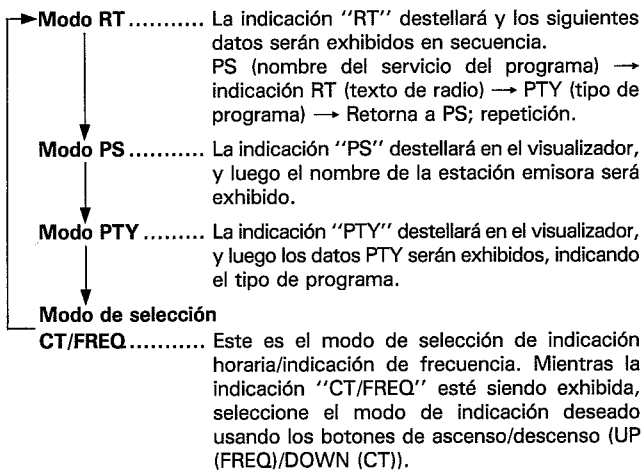 Modo RT ........... La indicación ''RT'' destellará y los siguientes
datos serán exhibidos en secuencia.
PS (nombre del servicio del programa) →
indicación RT (texto de radio) → PTY (tipo de
programa) → Retorna a PS; repetición.
Modo PS ........... La indicación ''PS'' destellará en el visualizador,
y luego el nombre de la estación emisora será
exhibido.
Modo PTY ......... La indicación ''PTY'' destellará en el visualizador,
y luego los datos PTY serán exhibidos, indicando
el tipo de programa.
Modo de selección
CT/FREQ ........... Este es el modo de selección de indicación
horaria/indicación de frecuencia. Mientras la
indicación ''CT/FREQ'' esté siendo exhibida,
seleccione el modo de indicación deseado
usando los botones de ascenso/descenso (UP
(FREQ)/DOWN (CT)).